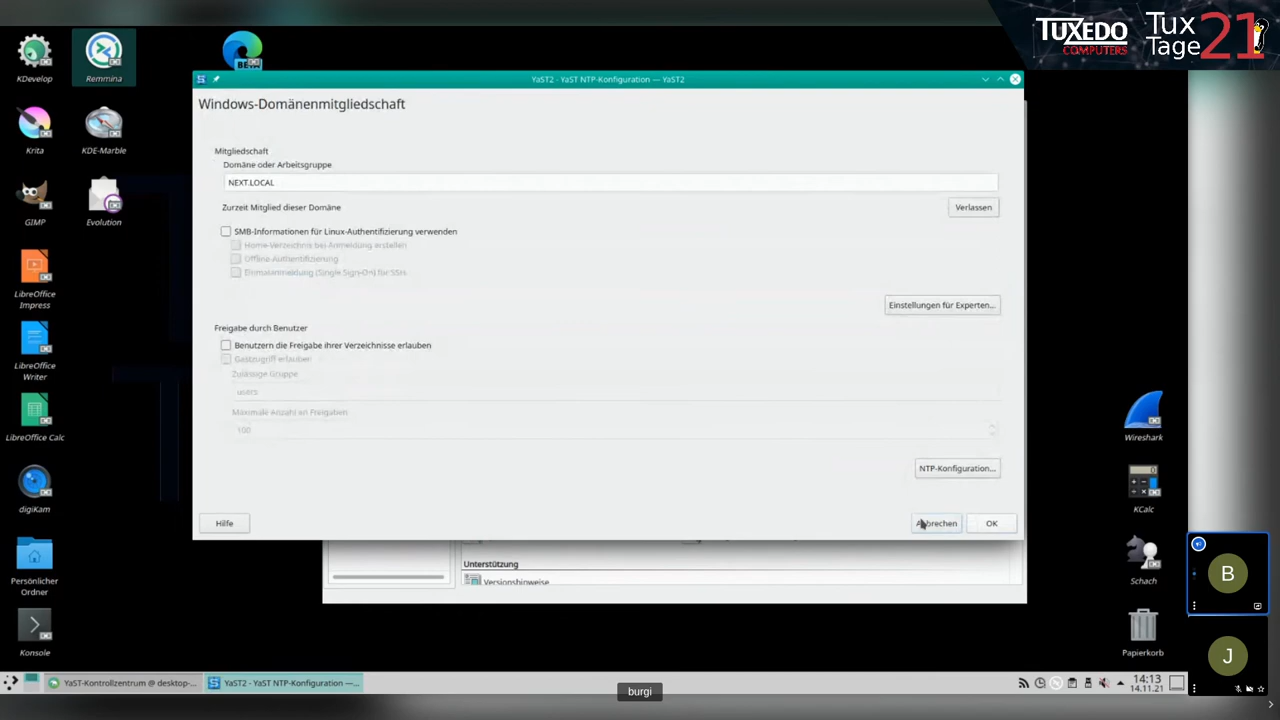 TUXEDO
COMPUTERS
Tux
Tage
21
KDevelop
Remmina
BETA
YaST2 - YaST NTP-Konfiguration — YaST2
Windows-Domänenmitgliedschaft
Krita
KDE-Marble
Mitgliedschaft
Domäne oder Arbeitsgruppe
NEXT.LOCAL
Zurzeit Mitglied dieser Domäne
Verlassen
GIMP
Evolution
SMB-Informationen für Linux-Authentifizierung verwenden
Home-Verzeichnis bei Anmeldung erstellen
Offline-Authentifizierung
Einmalanmeldung (Single Sign-On) für SSH
LibreOffice
Impress
Einstellungen für Experten...
Freigabe durch Benutzer
Benutzern die Freigabe ihrer Verzeichnisse erlauben
Gastzugriff erlauben
Zulässige Gruppe
users
LibreOffice
Writer
Maximale Anzahl an Freigaben
100
LibreOffice Calc
Wireshark
NTP-Konfiguration...
digiKam
KCalc
Hilfe
Abbrechen
OK
Unterstützung
Versionshinweise
Persönlicher
Ordner
Schach
B
Konsole
Papierkorb
J
YaST-Kontrollzentrum @ desktop-...
YaST2 - YaST NTP-Konfiguration —...
14:13
14.11.21
burgi